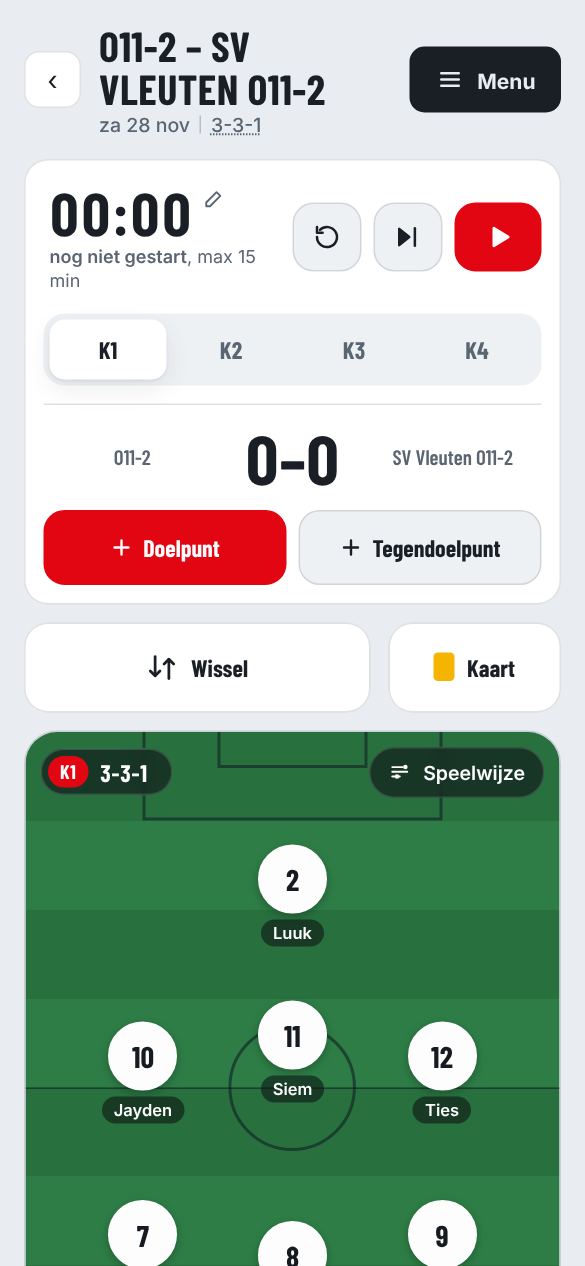 O11-2 – SV
VLEUTEN O11-2
za 28 nov | 3-3-1
Menu
00:00
nog niet gestart, max 15
min
K1 K2 K3 K4
O11-2 0–0 SV Vleuten O11-2
+ Doelpunt + Tegendoelpunt
Wissel Kaart
K1 3-3-1 Speelwijze
2
Luuk
10 11 12
Jayden Siem Ties
7 8 9